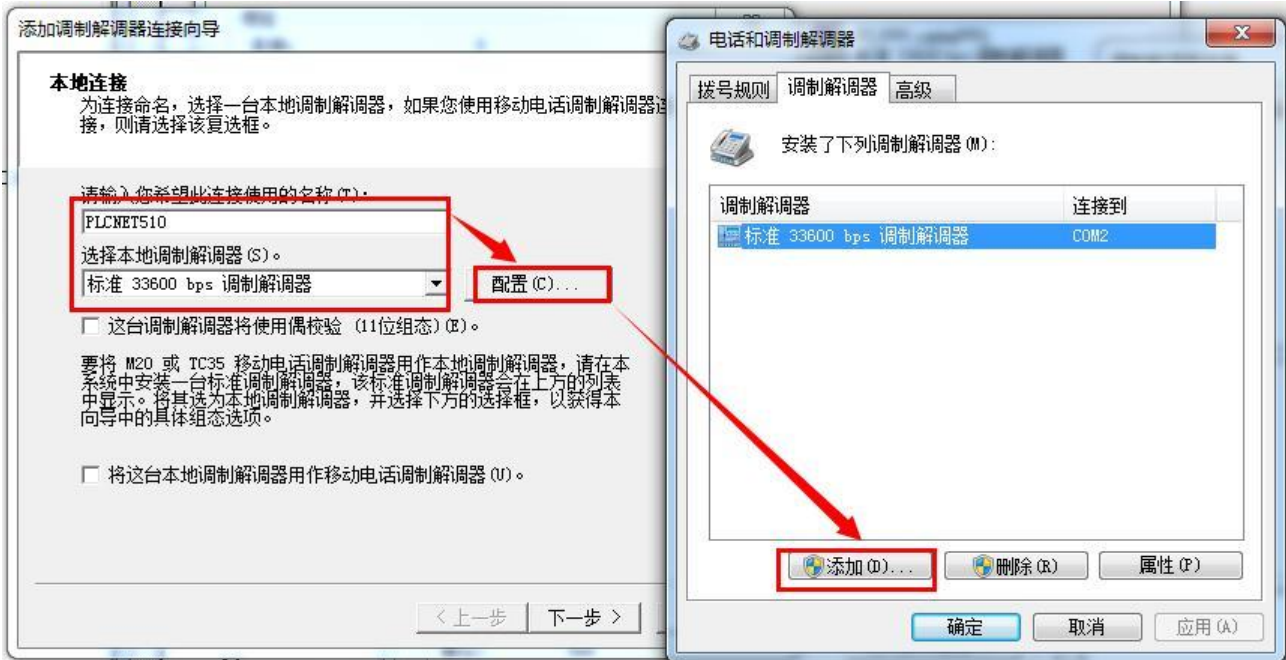 添加调制解调器连接向导
本地连接
为连接命名，选择一台本地调制解调器，如果您使用移动电话调制解调器连
接，则请选择该复选框。
请输入您希望此连接使用的名称(T):
PLCNET510
选择本地调制解调器(S)。
标准 33600 bps 调制解调器
配置(C)...
这台调制解调器将使用偶校验 (11位组态)(E)。
要将 M20 或 TC35 移动电话调制解调器用作本地调制解调器，请在本
系统中安装一台标准调制解调器，该标准调制解调器会在上方的列表
中显示。将其选为本地调制解调器，并选择下方的选择框，以获得本
向导中的具体组态选项。
将这台本地调制解调器用作移动电话调制解调器(U)。
<上一步
下一步 >
电话和调制解调器
拨号规则 调制解调器 高级
安装了下列调制解调器(M):
调制解调器 连接到
标准 33600 bps 调制解调器 COM2
添加(D)... 删除(R) 属性(P)
确定 取消 应用(A)